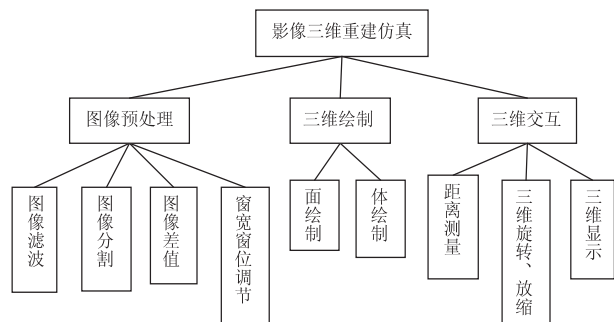 影像三维重建仿真
图像预处理
三维绘制
三维交互
图像滤波
图像分割
图像差值
窗宽窗位调节
面绘制
体绘制
距离测量
三维旋转、放缩
三维显示